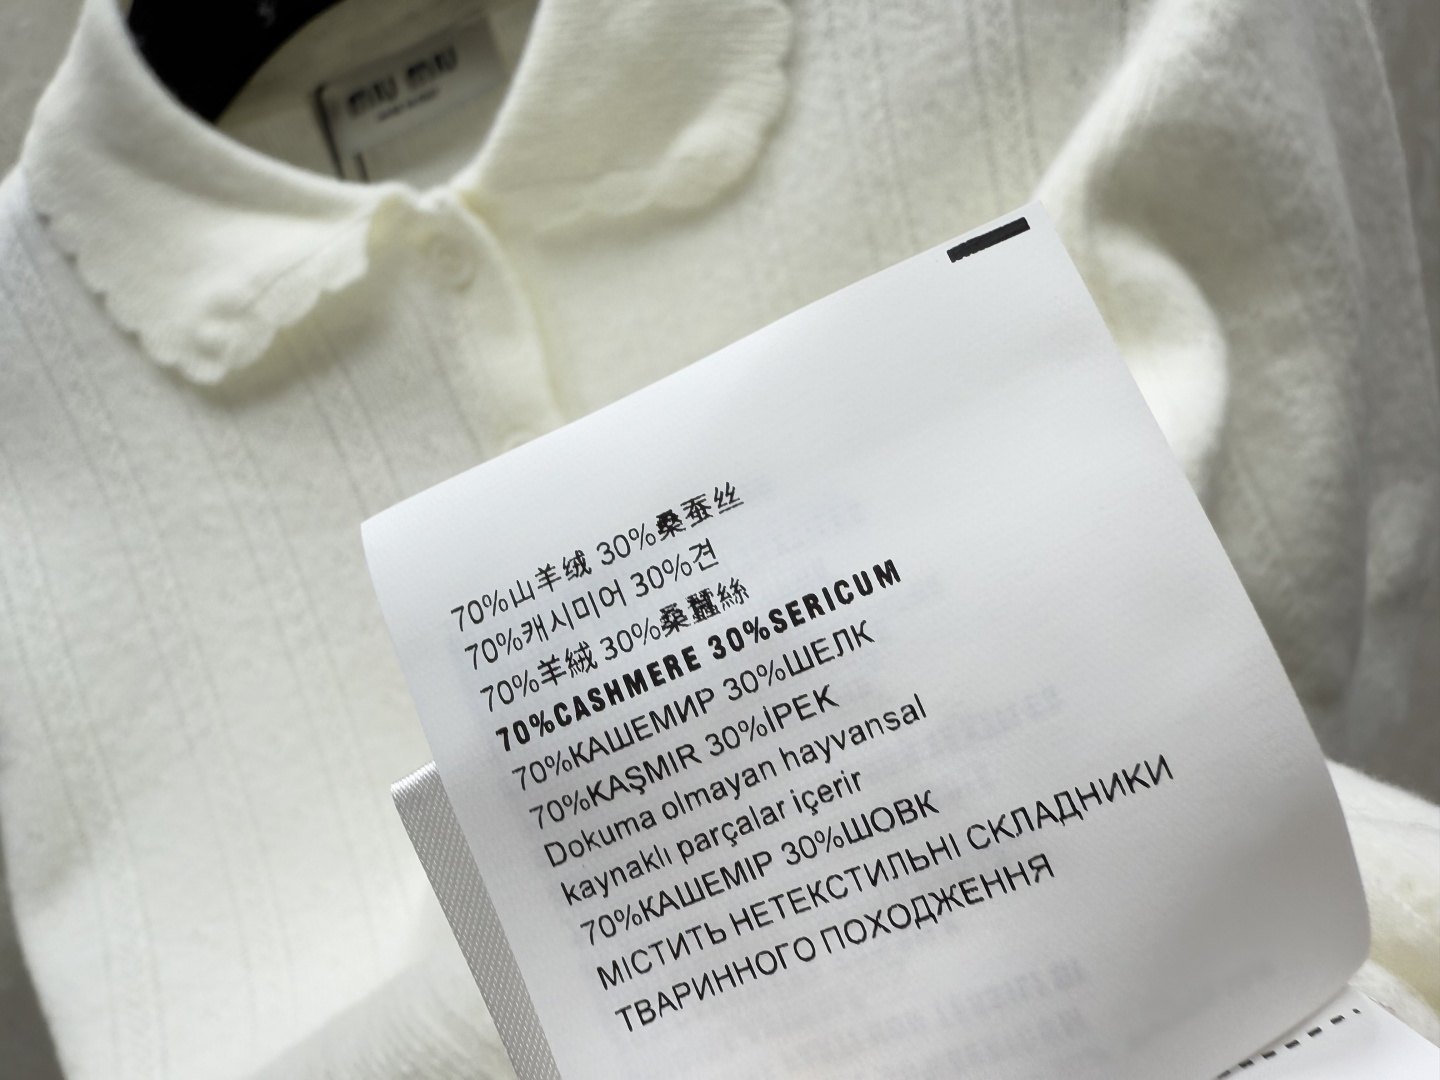 MIU MIU
70%山羊绒 30%桑蚕丝
70%캐시미어 30%견
70%羊絨 30%桑蠶絲
70%CASHMERE 30%SERICUM
70%КАШЕМИР 30%ШЕЛК
70%KAŞMIR 30%İPEK
Dokuma olmayan hayvansal
kaynaklı parçalar içerir
70%КАШЕМІР 30%ШОВК
МІСТИТЬ НЕТЕКСТИЛЬНІ СКЛАДНИКИ
ТВАРИННОГО ПОХОДЖЕННЯ